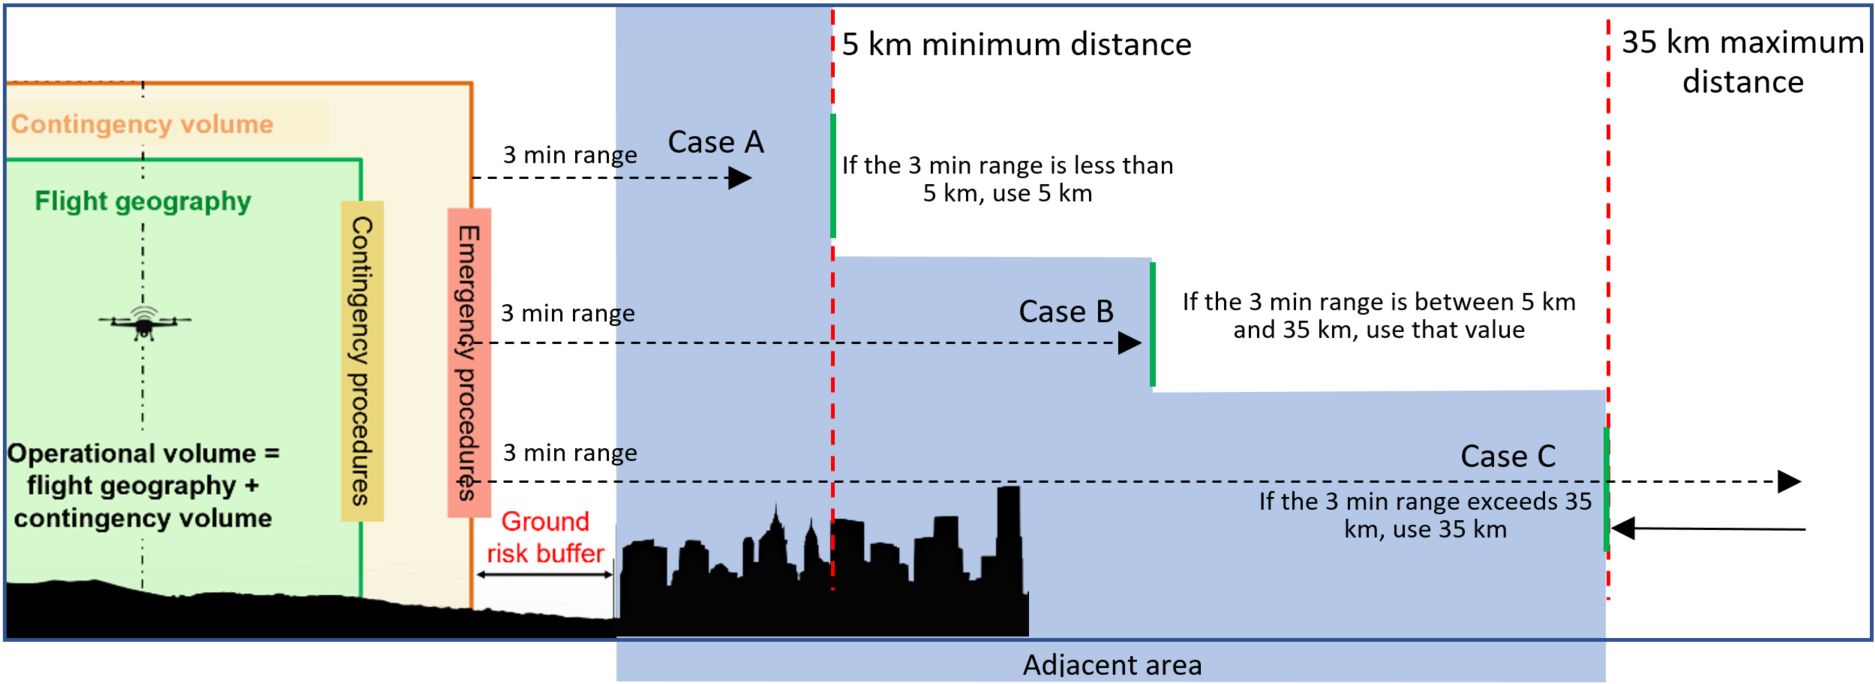 5 km minimum distance
35 km maximum
distance
Contingency volume
Flight geography
3 min range
Case A
If the 3 min range is less than
5 km, use 5 km
Contingency procedures
Emergency procedures
3 min range
Case B
If the 3 min range is between 5 km
and 35 km, use that value
Operational volume =
flight geography +
contingency volume
3 min range
Case C
If the 3 min range exceeds 35
km, use 35 km
Ground
risk buffer
Adjacent area